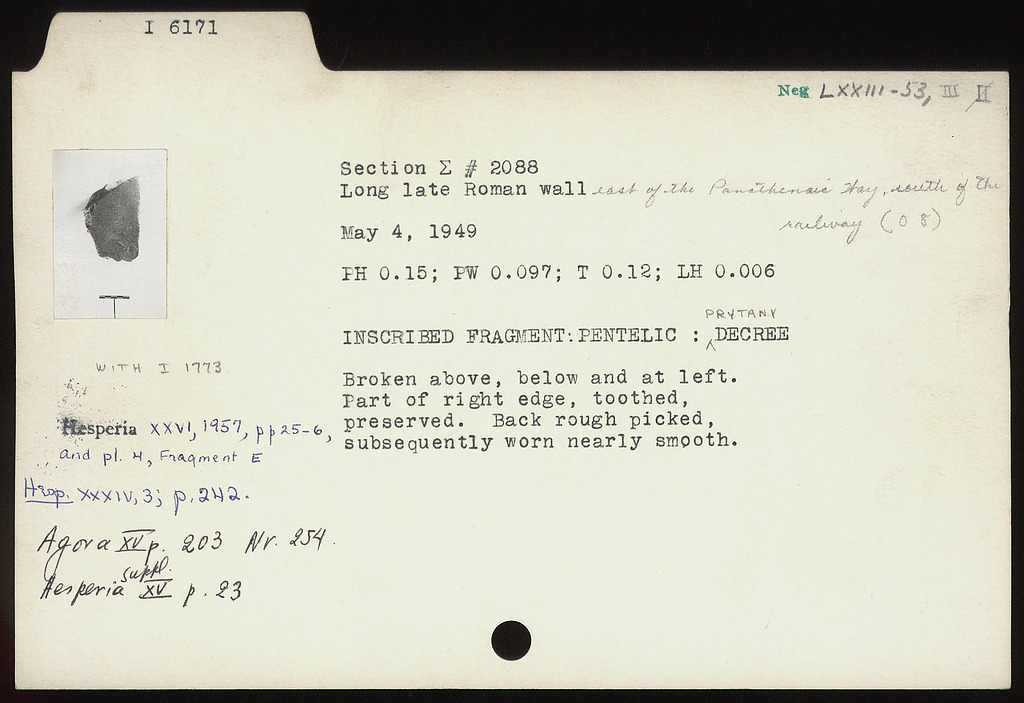 I 6171
Neg LXXIII-53, III II
Section Σ # 2088
Long late Roman wall east of the Panathenaic Way, south of the
railway (O 8)
May 4, 1949
PH 0.15; PW 0.097; T 0.12; LH 0.006
PRYTANY
INSCRIBED FRAGMENT: PENTELIC : DECREE
WITH I 1773
Broken above, below and at left.
Part of right edge, toothed,
preserved. Back rough picked,
subsequently worn nearly smooth.
Hesperia XXVI, 1957, pp 25-6,
and pl. 4, Fragment E
Hesp. XXXIV, 3; p. 242.
Agora XV p. 203 Nr. 254.
suppl.
Hesperia XV p. 23